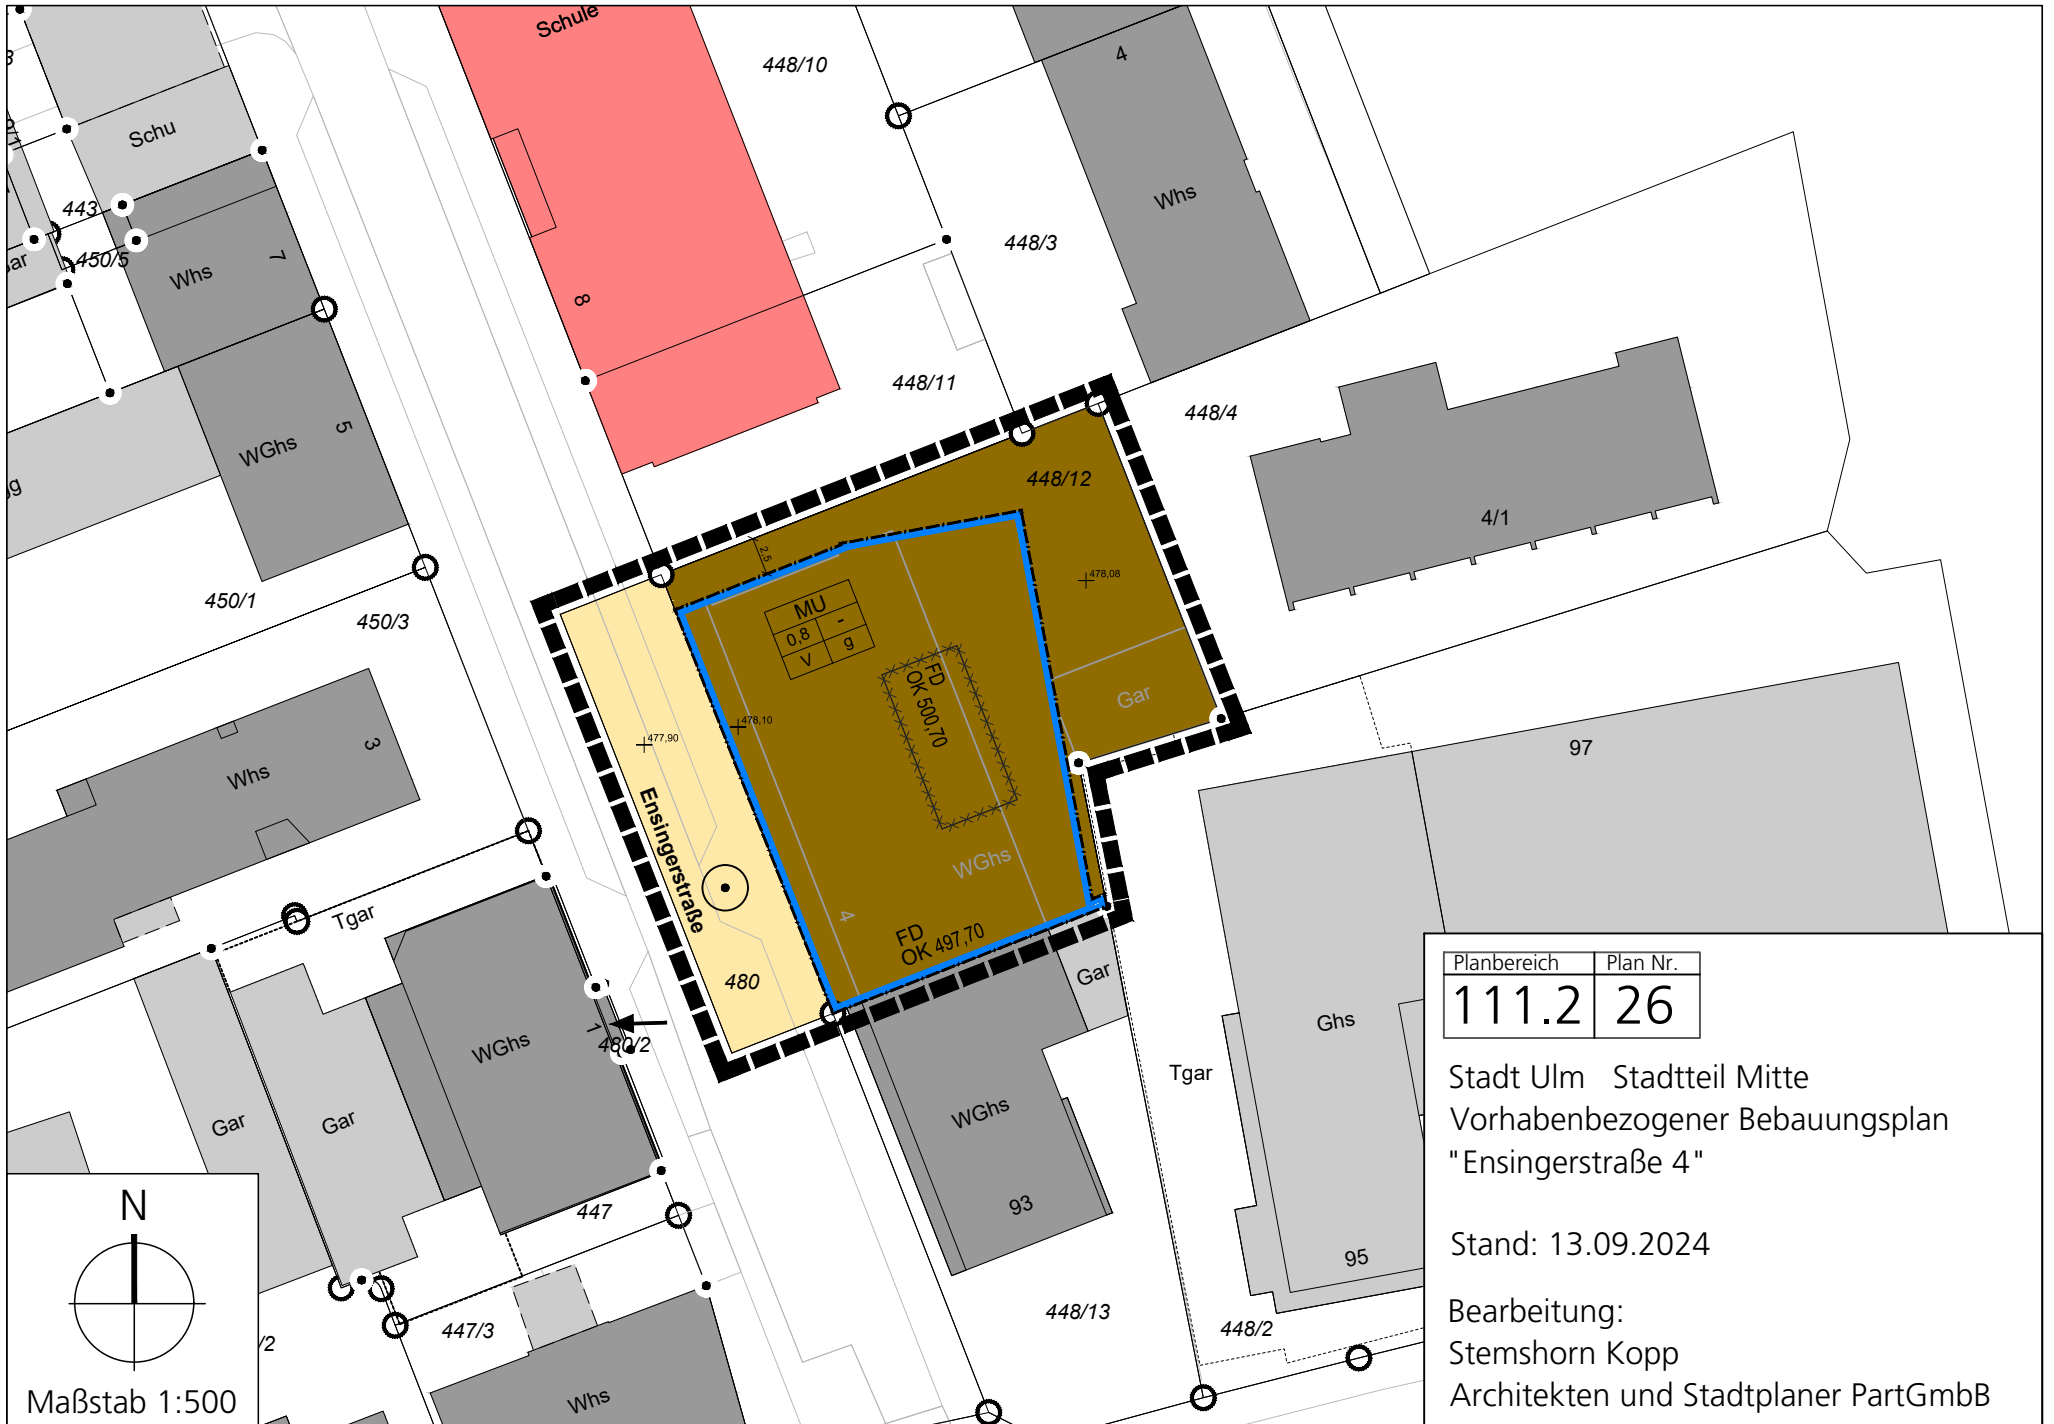 Schule
448/10
4
Schu
Whs
443
448/3
450/5
7
Whs
8
448/11
448/4
5
WGhs
448/12
4/1
2,5
478,08
450/1
MU
0,8 -
V g
450/3
FD
OK 500,70
Gar
478,10
477,90
3
Whs
97
Ensingerstraße
WGhs
4
Tgar
FD
OK 497,70
480
Gar
Planbereich Plan Nr.
111.2 26
Ghs
1
WGhs
480/2
Tgar
Stadt Ulm Stadtteil Mitte
Vorhabenbezogener Bebauungsplan
"Ensingerstraße 4"
Gar
Gar
WGhs
N
447
93
Stand: 13.09.2024
95
448/13
448/2
447/3
/2
Bearbeitung:
Stemshorn Kopp
Architekten und Stadtplaner PartGmbB
Whs
Maßstab 1:500